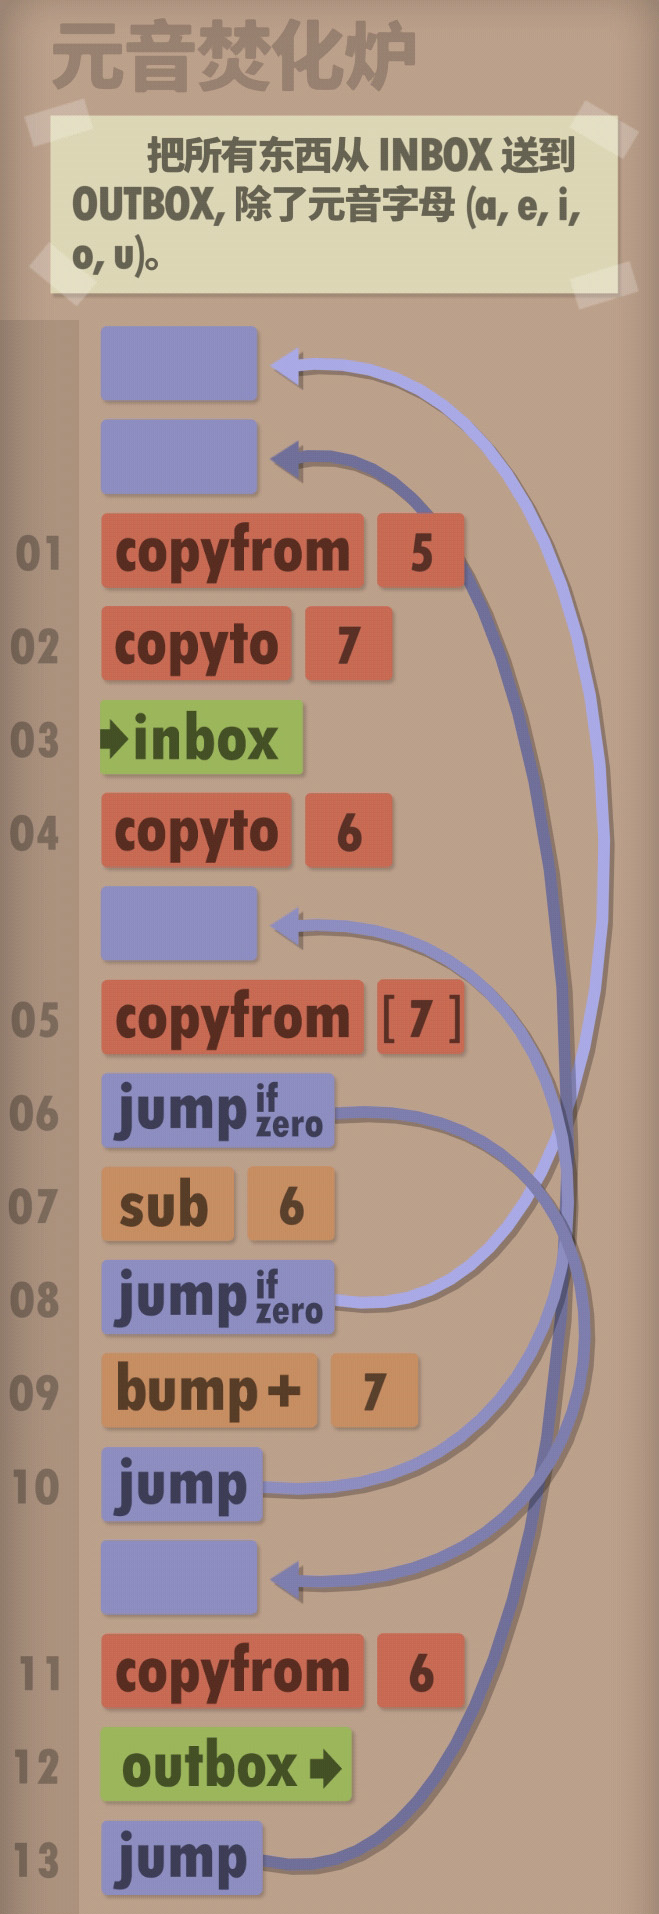 元音焚化炉
把所有东西从 INBOX 送到
OUTBOX, 除了元音字母 (a, e, i,
o, u)。
01 copyfrom 5
02 copyto 7
03 inbox
04 copyto 6
05 copyfrom [ 7 ]
06 jump if zero
07 sub 6
08 jump if zero
09 bump + 7
10 jump
11 copyfrom 6
12 outbox
13 jump